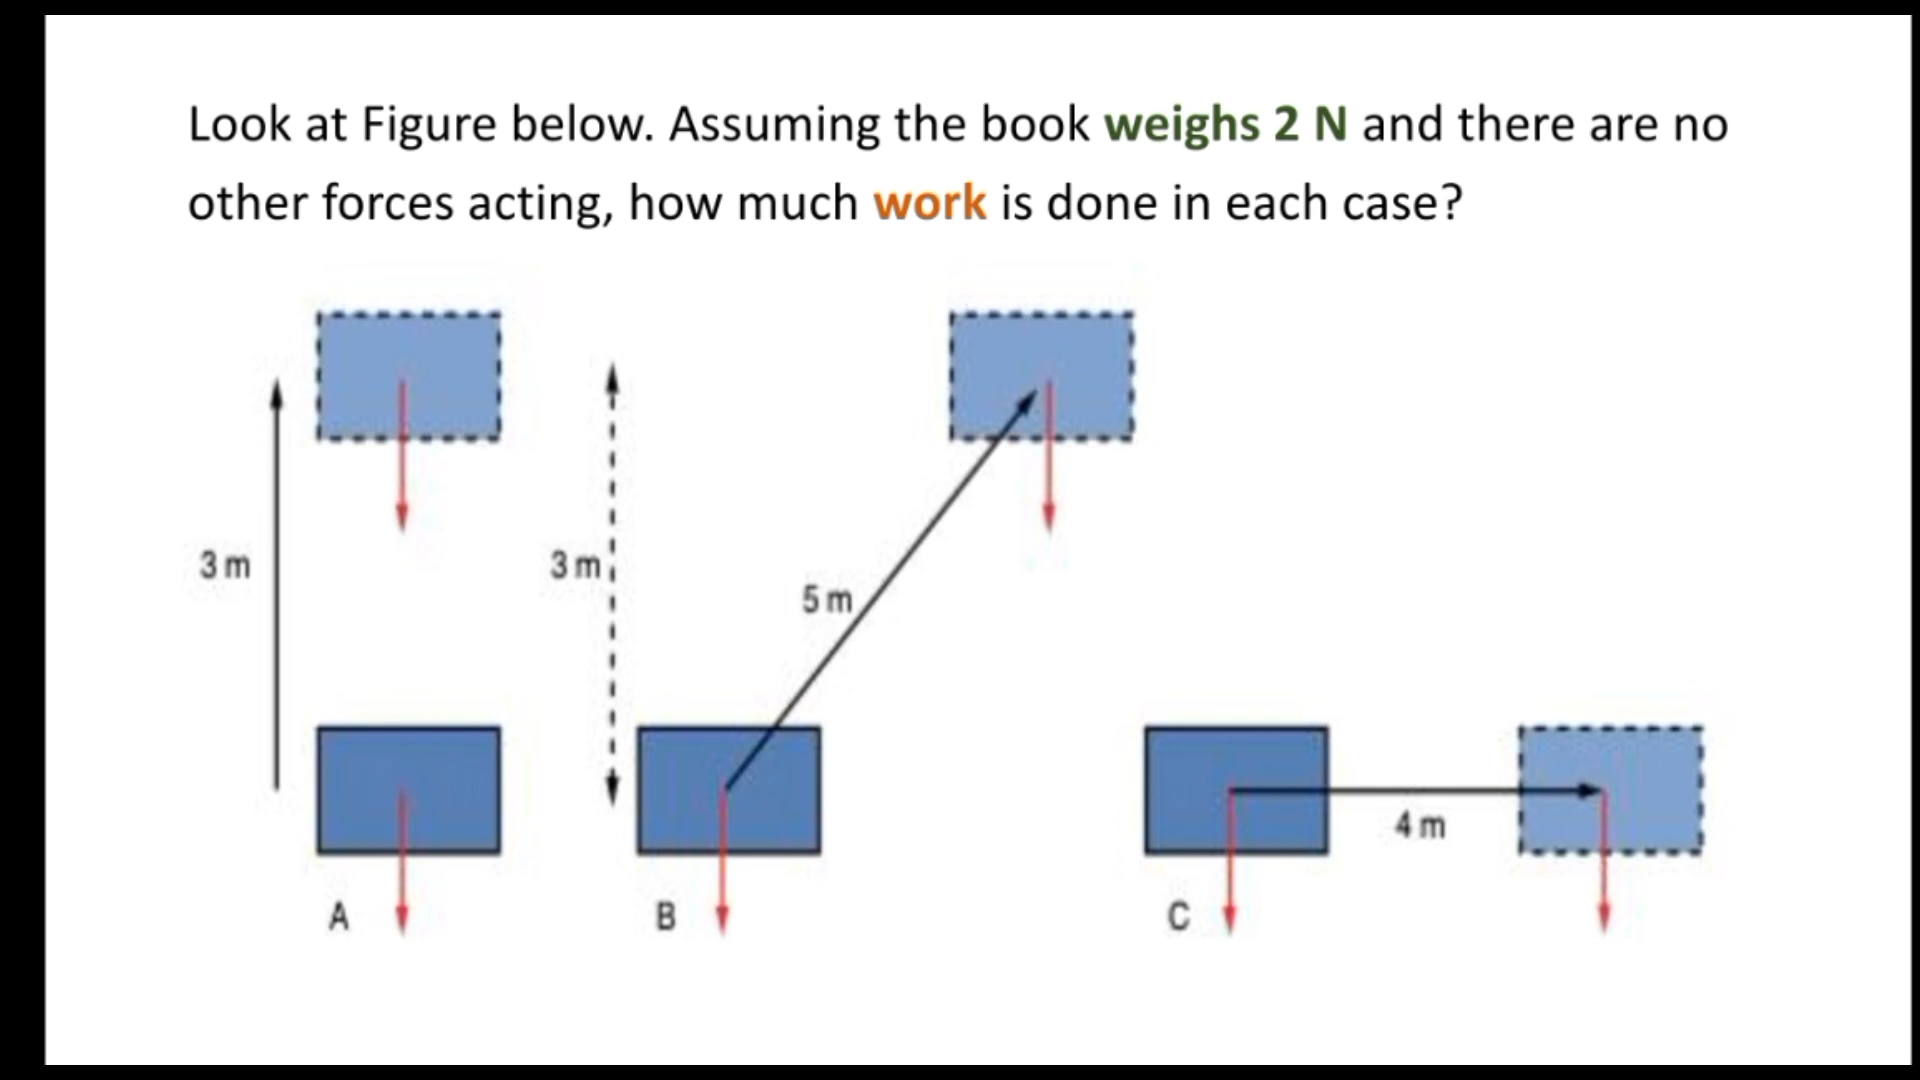 Look at Figure below. Assuming the book weighs 2 N and there are no
other forces acting, how much work is done in each case?
3 m
3 m
5 m
4 m
A
B
C